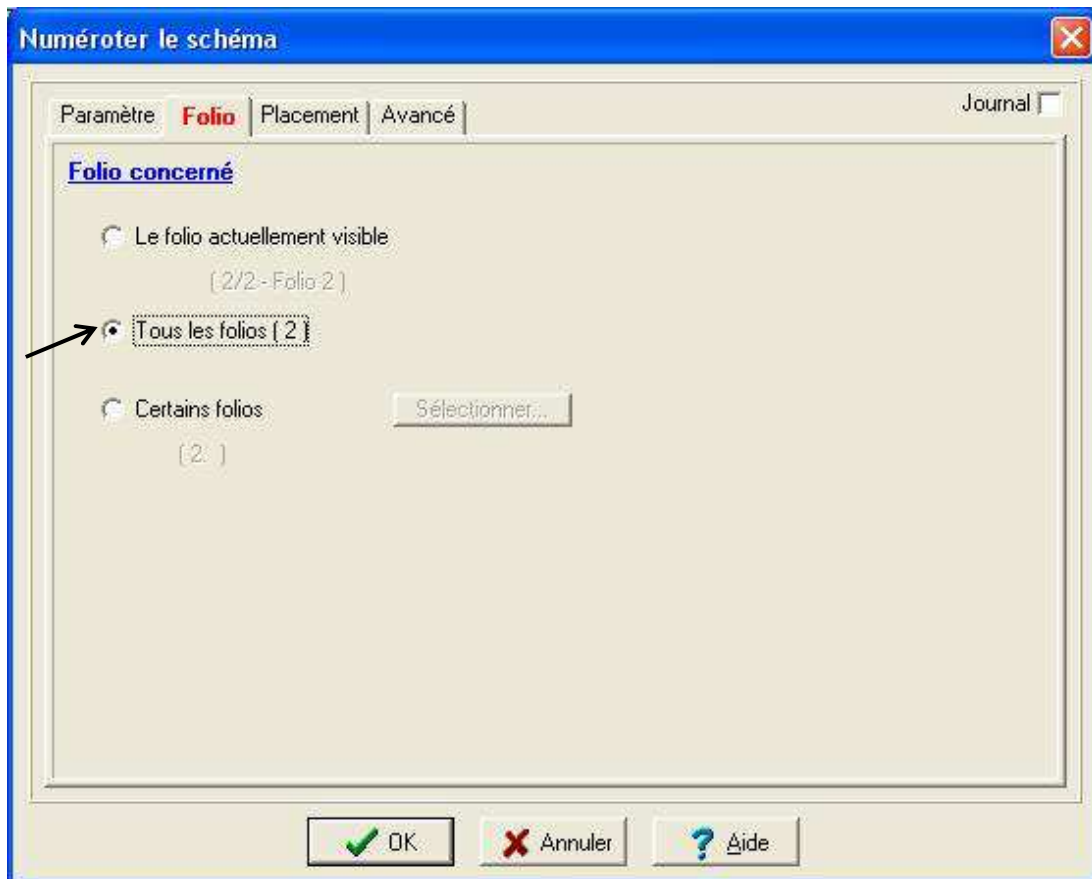 Numéroter le schéma
Paramètre Folio Placement Avancé Journal
Folio concerné
Le folio actuellement visible
( 2/2 - Folio 2 )
Tous les folios ( 2 )
Certains folios Sélectionner...
( 2. )
OK Annuler ? Aide